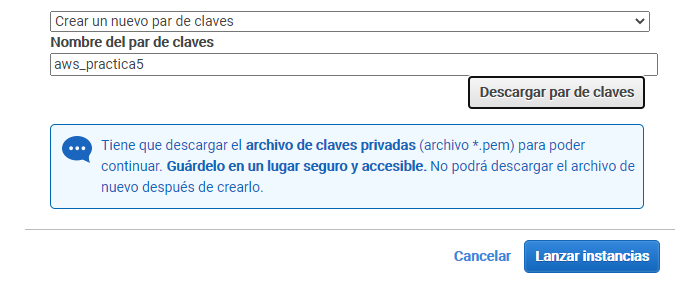 Crear un nuevo par de claves
Nombre del par de claves
aws_practica5
Descargar par de claves
Tiene que descargar el archivo de claves privadas (archivo *.pem) para poder
continuar. Guárdelo en un lugar seguro y accesible. No podrá descargar el archivo de
nuevo después de crearlo.
Cancelar
Lanzar instancias